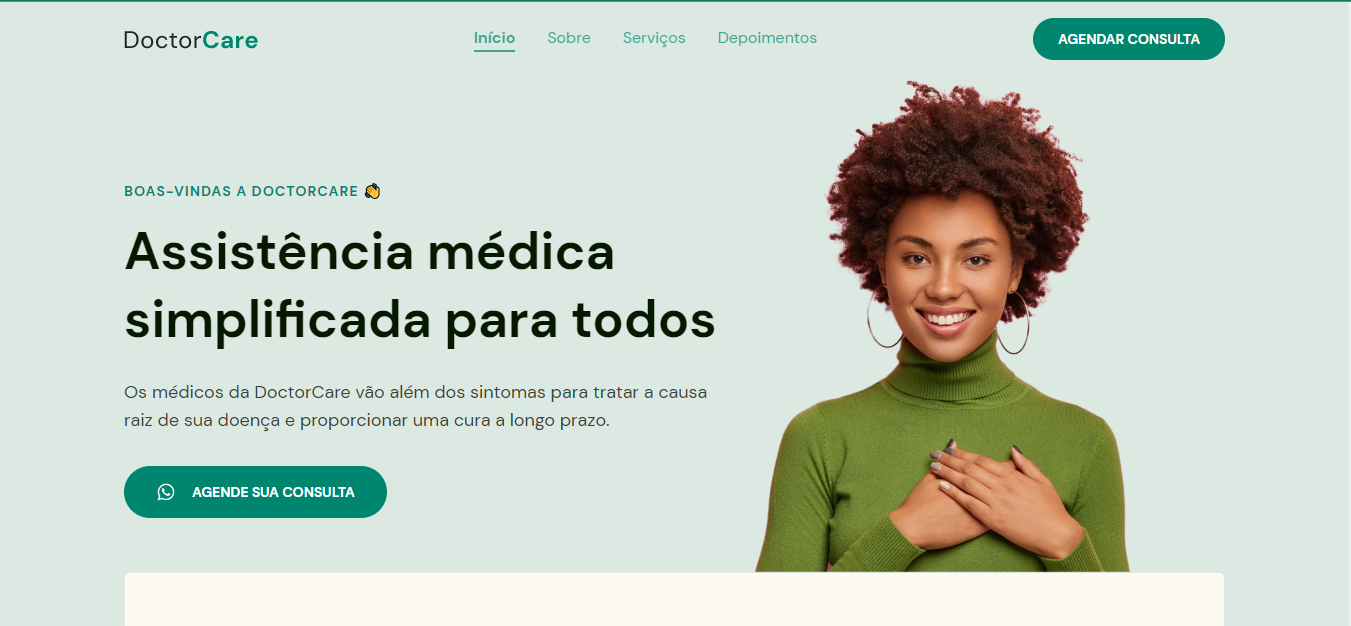 DoctorCare
Início Sobre Serviços Depoimentos
AGENDAR CONSULTA
BOAS-VINDAS A DOCTORCARE 👏
Assistência médica
simplificada para todos
Os médicos da DoctorCare vão além dos sintomas para tratar a causa
raiz de sua doença e proporcionar uma cura a longo prazo.
AGENDE SUA CONSULTA